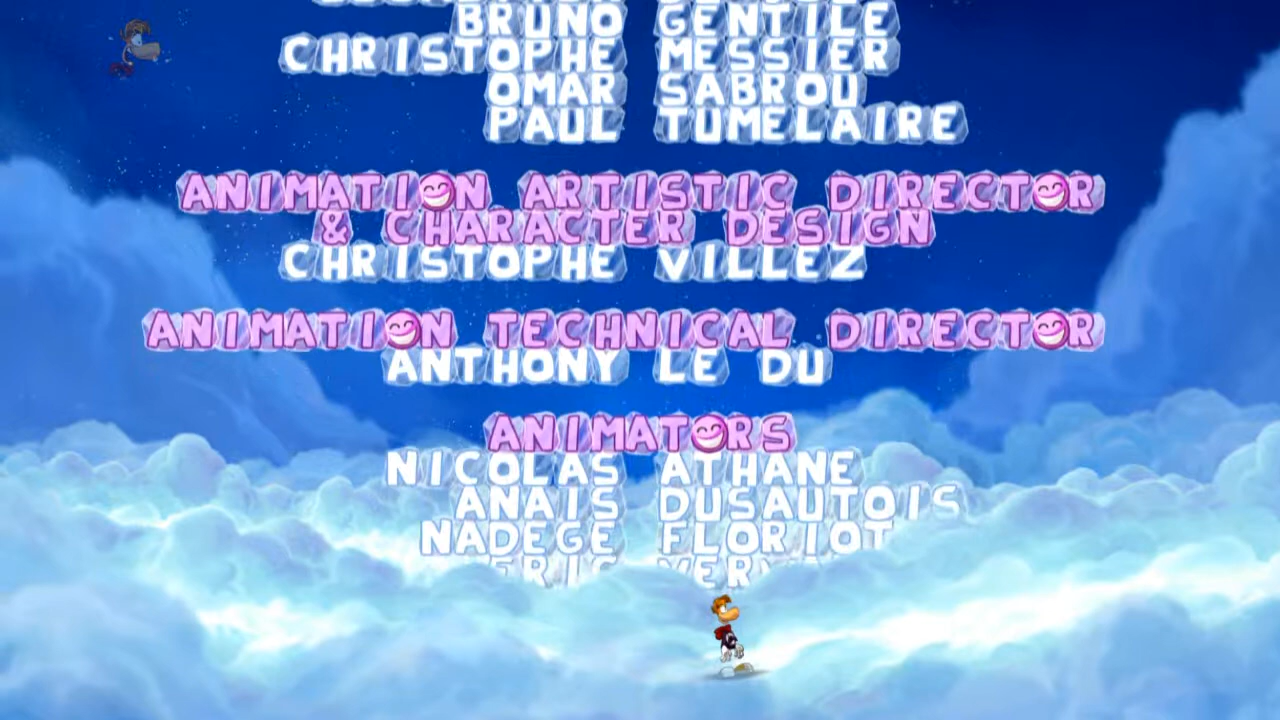 BRUNO GENTILE
CHRISTOPHE MESSIER
OMAR SABROU
PAUL TUMELAIRE
ANIMATION ARTISTIC DIRECTOR
& CHARACTER DESIGN
CHRISTOPHE VILLEZ
ANIMATION TECHNICAL DIRECTOR
ANTHONY LE DU
ANIMATORS
NICOLAS ATHANE
ANAIS DUSAUTOIS
NADEGE FLORIOT